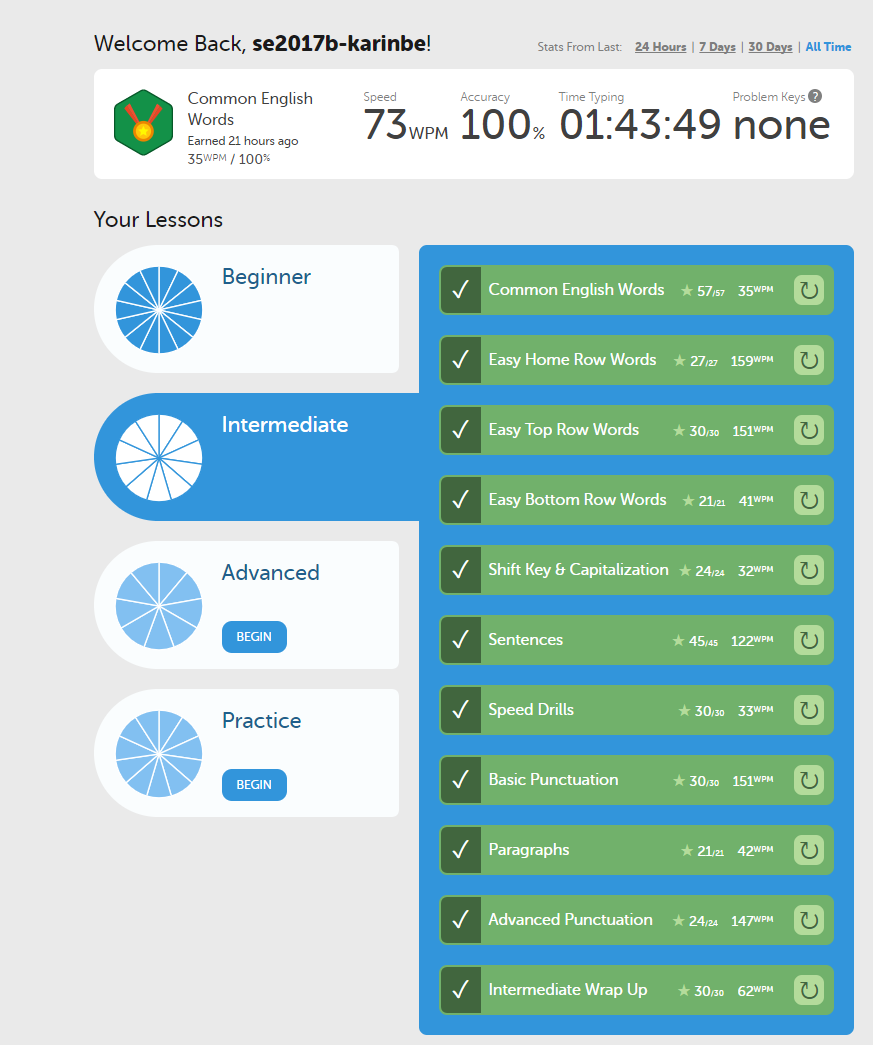 Welcome Back, se2017b-karinbe!
Stats From Last: 24 Hours | 7 Days | 30 Days | All Time
Common English
Words
Earned 21 hours ago
35WPM / 100%
Speed
73WPM
Accuracy
100%
Time Typing
01:43:49
Problem Keys ?
none
Your Lessons
Beginner
Intermediate
Advanced
BEGIN
Practice
BEGIN
✓ Common English Words ★ 57/57 35WPM ↻
✓ Easy Home Row Words ★ 27/27 159WPM ↻
✓ Easy Top Row Words ★ 30/30 151WPM ↻
✓ Easy Bottom Row Words ★ 21/21 41WPM ↻
✓ Shift Key & Capitalization ★ 24/24 32WPM ↻
✓ Sentences ★ 45/45 122WPM ↻
✓ Speed Drills ★ 30/30 33WPM ↻
✓ Basic Punctuation ★ 30/30 151WPM ↻
✓ Paragraphs ★ 21/21 42WPM ↻
✓ Advanced Punctuation ★ 24/24 147WPM ↻
✓ Intermediate Wrap Up ★ 30/30 62WPM ↻